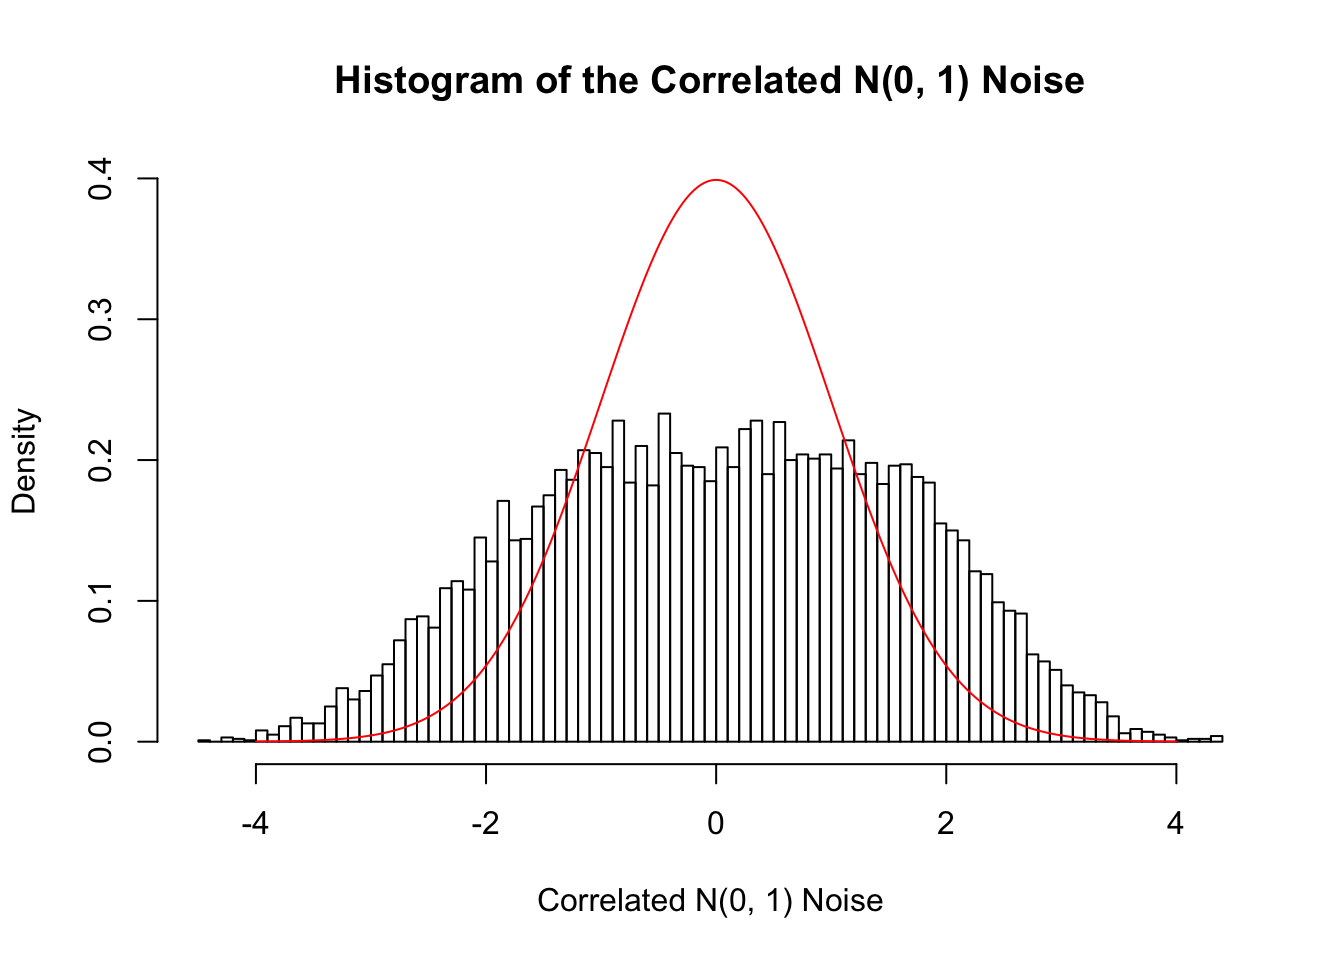 Histogram of the Correlated N(0, 1) Noise
Density
0.4
0.3
0.2
0.1
0.0
-4 -2 0 2 4
Correlated N(0, 1) Noise